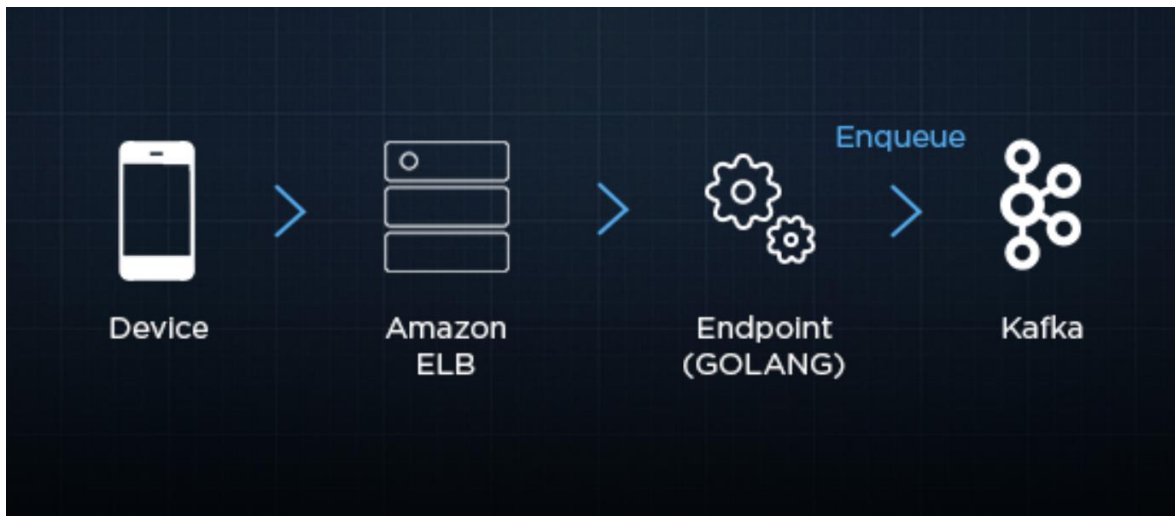 Enqueue
Device
Amazon
ELB
Endpoint
(GOLANG)
Kafka